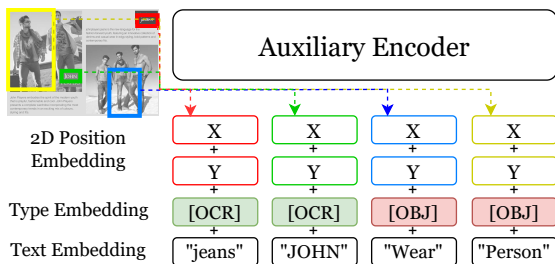 Auxiliary Encoder
2D Position
Embedding
X X X X
+ + + +
Y Y Y Y
+ + + +
Type Embedding [OCR] [OCR] [OBJ] [OBJ]
+ + + +
Text Embedding "jeans" "JOHN" "Wear" "Person"